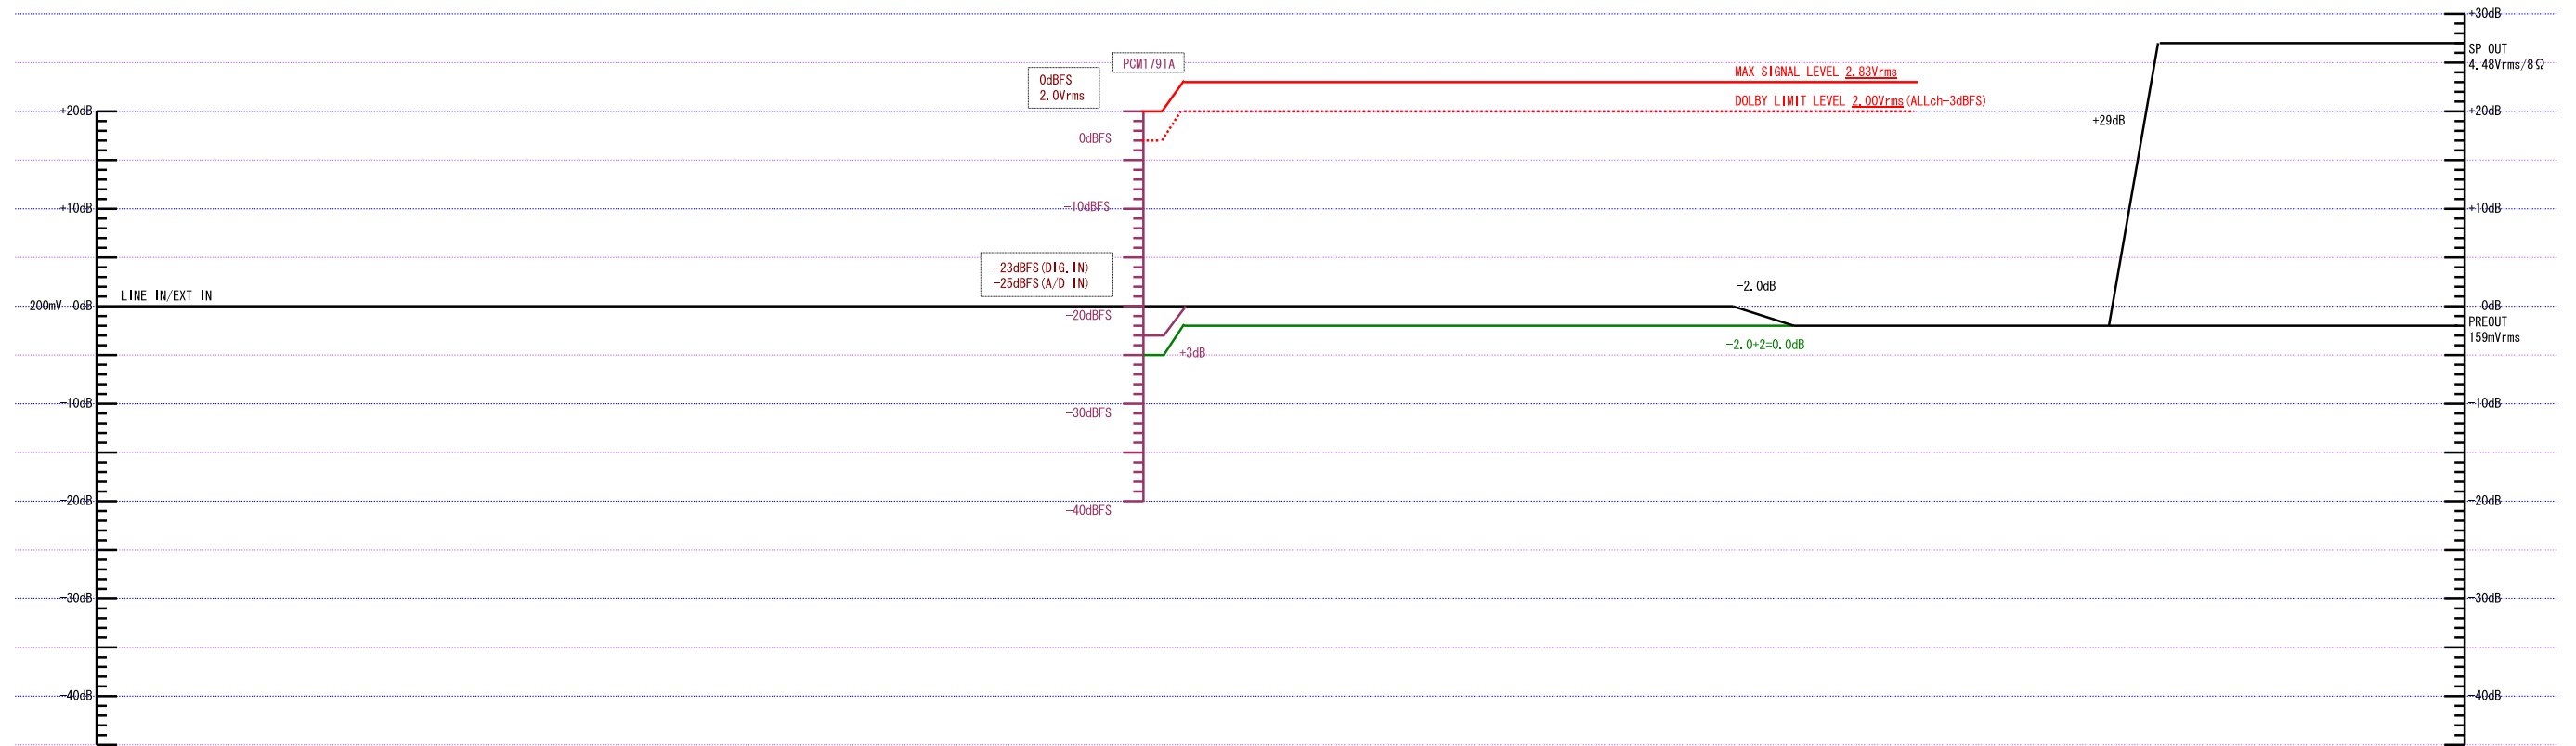 +30dB
SP OUT
4.48Vrms/8Ω
PCM1791A
0dBFS
2.0Vrms
MAX SIGNAL LEVEL 2.83Vrms
DOLBY LIMIT LEVEL 2.00Vrms(ALLch-3dBFS)
+20dB
+20dB
+29dB
0dBFS
+10dB
-10dBFS
+10dB
-23dBFS(DIG.IN)
-25dBFS(A/D IN)
-2.0dB
LINE IN/EXT IN
200mV 0dB
0dB
-20dBFS
PREOUT
159mVrms
-2.0+2=0.0dB
+3dB
-10dB
-30dBFS
-10dB
-20dB
-40dBFS
-20dB
-30dB
-30dB
-40dB
-40dB